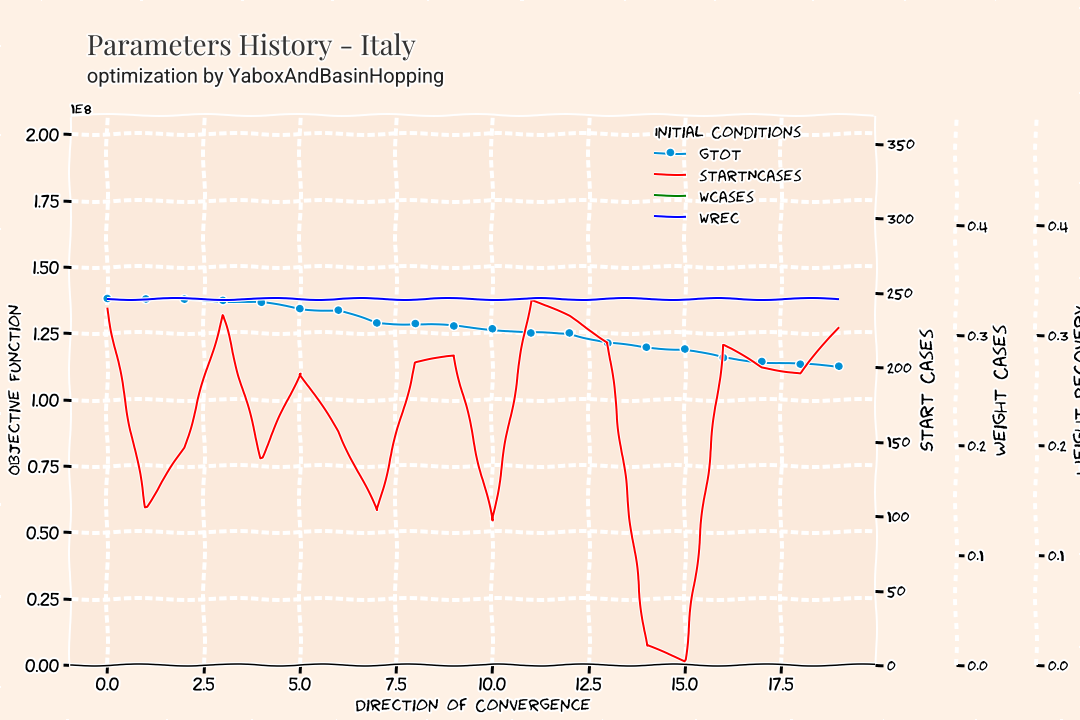 Parameters History - Italy
optimization by YaboxAndBasinHopping
1E8
2.00
1.75
1.50
1.25
1.00
0.75
0.50
0.25
0.00
OBJECTIVE FUNCTION
0.0 2.5 5.0 7.5 10.0 12.5 15.0 17.5
DIRECTION OF CONVERGENCE
INITIAL CONDITIONS
GTOT
STARTNCASES
WCASES
WREC
350
300
250
200
150
100
50
0
START CASES
0.4
0.3
0.2
0.1
0.0
WEIGHT CASES
0.4
0.3
0.2
0.1
0.0
WEIGHT RECOVERY